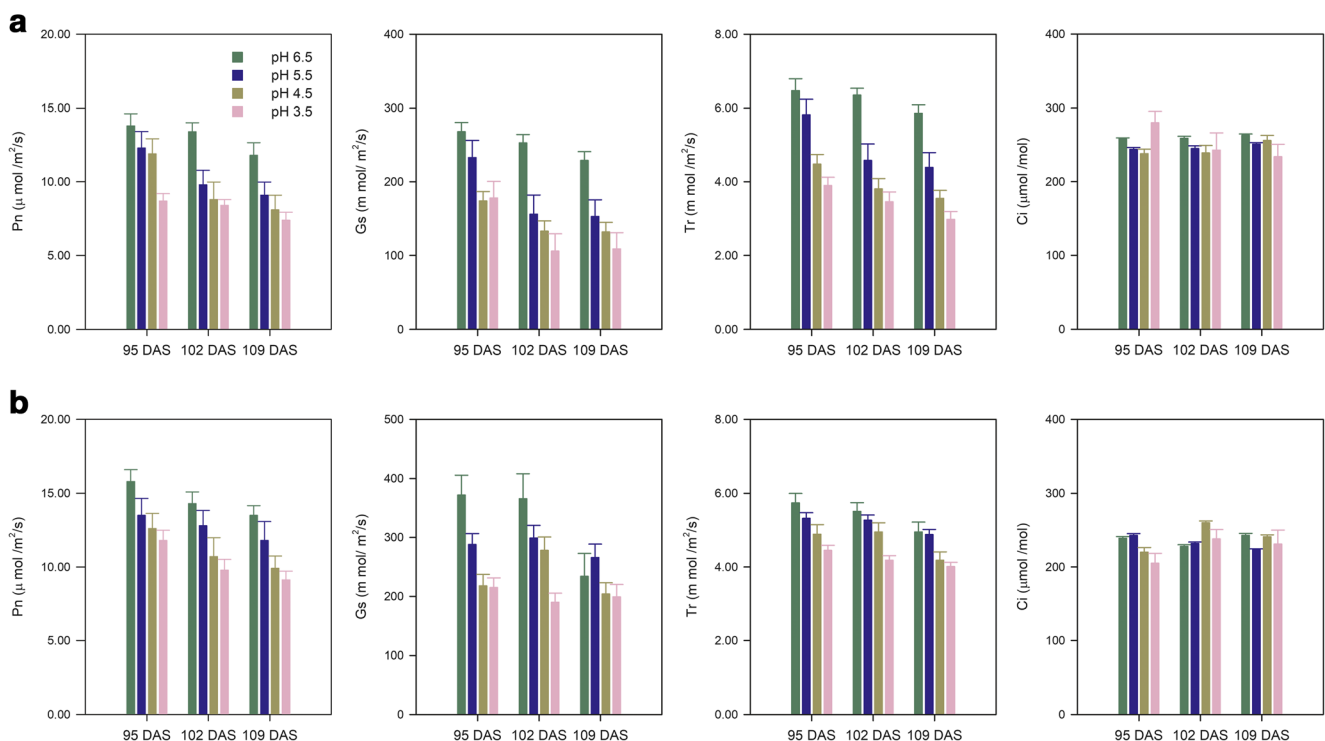 a
20.00
15.00
10.00
5.00
0.00
Pn (μ mol /m²/s)
pH 6.5
pH 5.5
pH 4.5
pH 3.5
95 DAS 102 DAS 109 DAS
400
300
200
100
0
Gs (m mol/ m²/s)
95 DAS 102 DAS 109 DAS
8.00
6.00
4.00
2.00
0.00
Tr (m mol /m²/s)
95 DAS 102 DAS 109 DAS
400
300
200
100
0
Ci (μmol /mol)
95 DAS 102 DAS 109 DAS
b
20.00
15.00
10.00
5.00
0.00
Pn (μ mol /m²/s)
95 DAS 102 DAS 109 DAS
500
400
300
200
100
0
Gs (m mol/ m²/s)
95 DAS 102 DAS 109 DAS
8.00
6.00
4.00
2.00
0.00
Tr (m mol /m²/s)
95 DAS 102 DAS 109 DAS
400
300
200
100
0
Ci (μmol /mol)
95 DAS 102 DAS 109 DAS